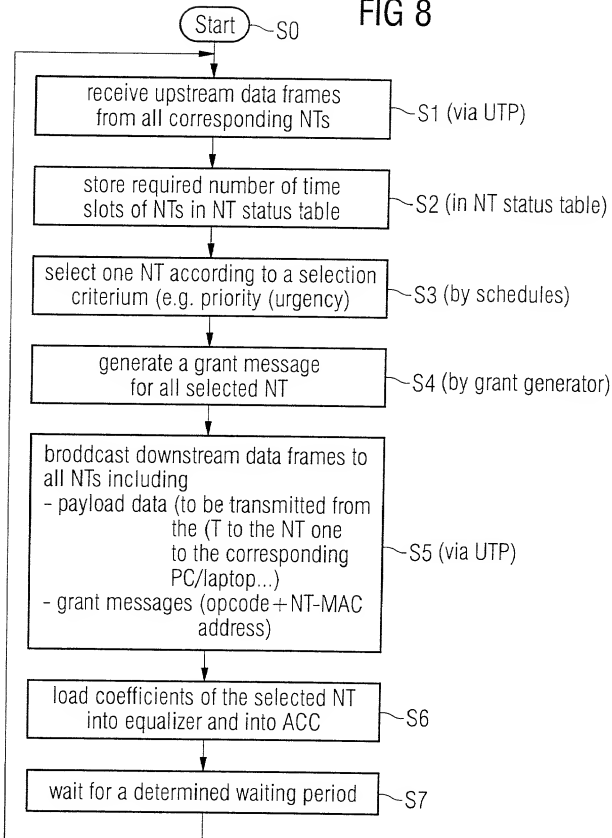 FIG 8
Start
S0
receive upstream data frames
from all corresponding NTs
S1 (via UTP)
store required number of time
slots of NTs in NT status table
S2 (in NT status table)
select one NT according to a selection
criterium (e.g. priority (urgency)
S3 (by schedules)
generate a grant message
for all selected NT
S4 (by grant generator)
broddcast downstream data frames to
all NTs including
- payload data (to be transmitted from
the (T to the NT one
to the corresponding
PC/laptop...)
- grant messages (opcode+NT-MAC
address)
S5 (via UTP)
load coefficients of the selected NT
into equalizer and into ACC
S6
wait for a determined waiting period
S7